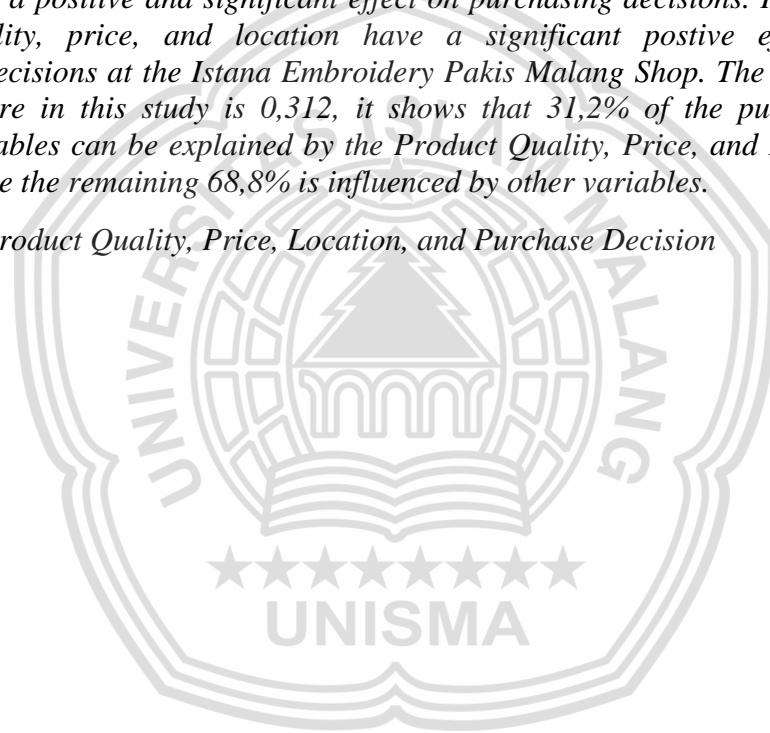 a positive and significant effect on purchasing decisions.
lity, price, and location have a significant postive
ecisions at the Istana Embroidery Pakis Malang Shop. The
re in this study is 0,312, it shows that 31,2% of the pu
ables can be explained by the Product Quality, Price, and
e the remaining 68,8% is influenced by other variables.
roduct Quality, Price, Location, and Purchase Decision
UNIVERSITAS ISLAM MALANG
UNISMA